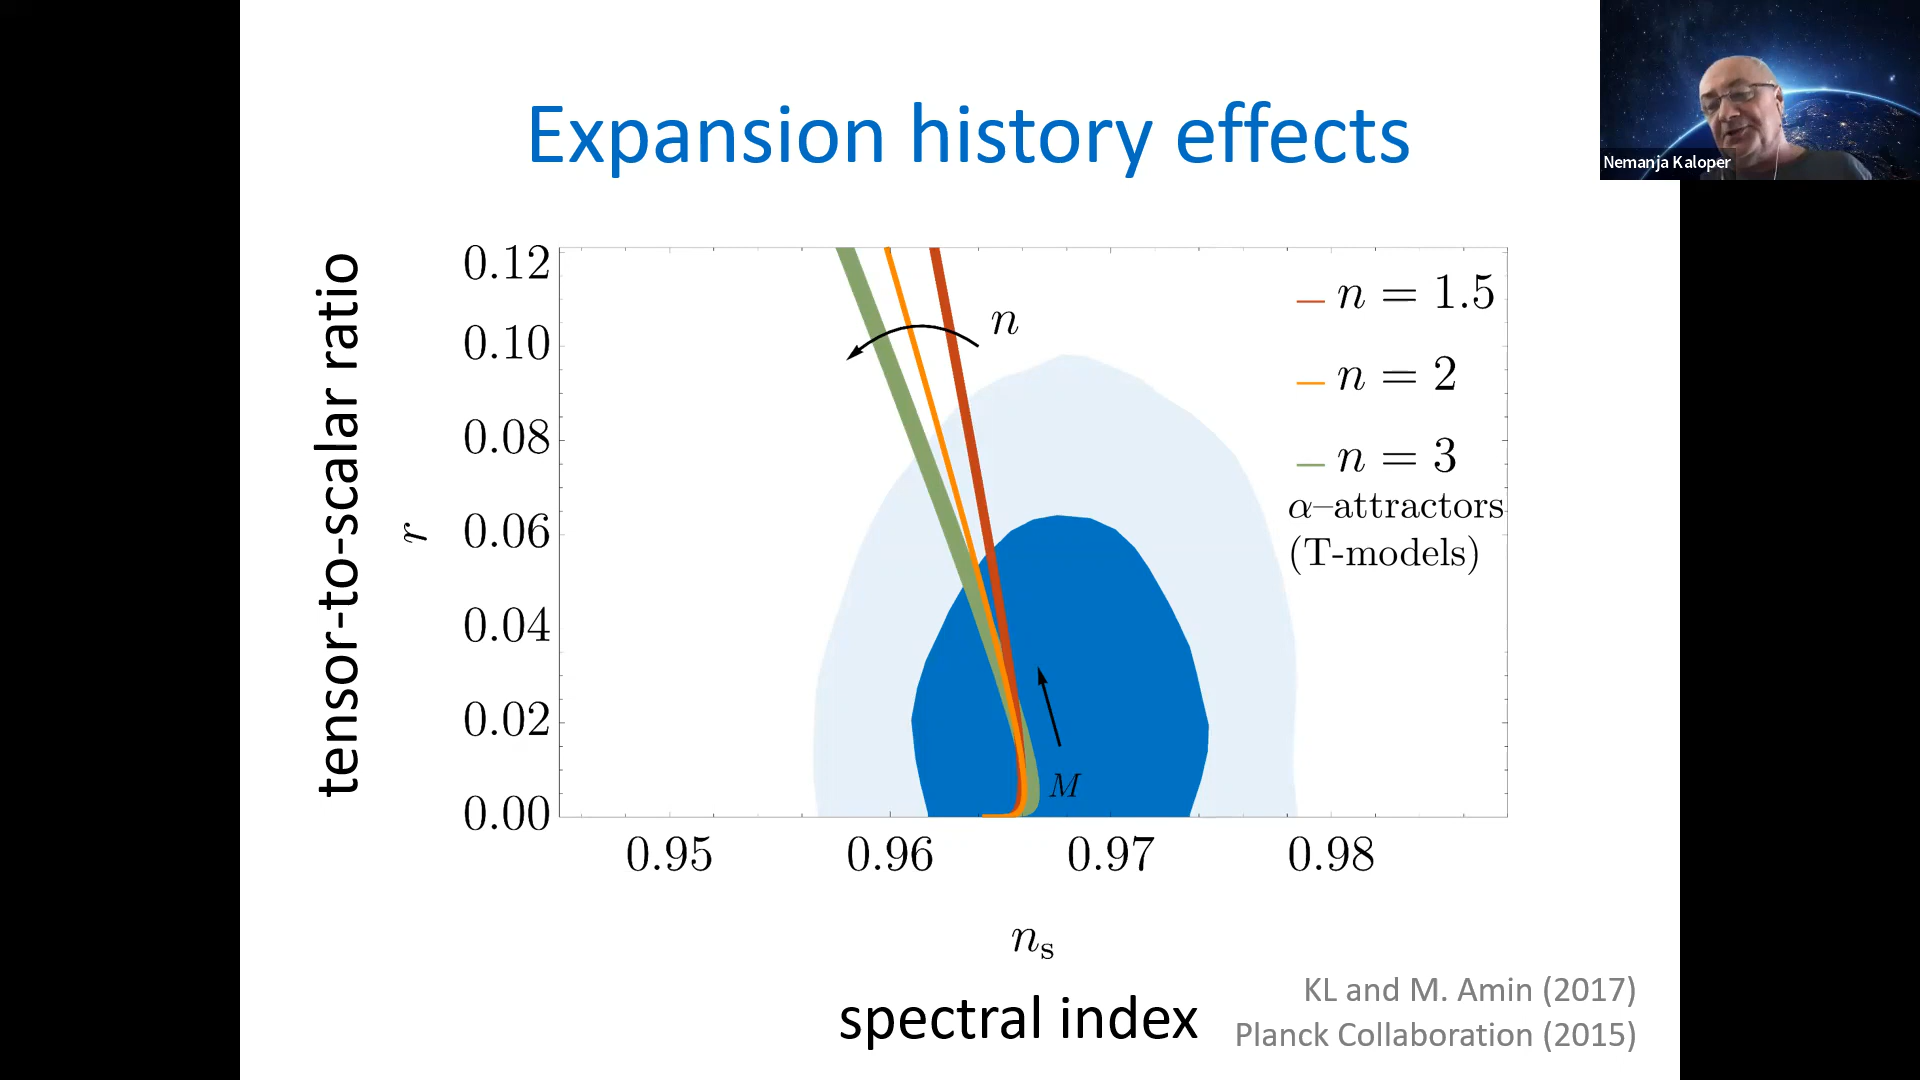 Expansion history effects
Nemanja Kaloper
tensor-to-scalar ratio
r
0.12
0.10
0.08
0.06
0.04
0.02
0.00
n
M
n = 1.5
n = 2
n = 3
α–attractors
(T-models)
0.95 0.96 0.97 0.98
nₛ
spectral index
KL and M. Amin (2017)
Planck Collaboration (2015)